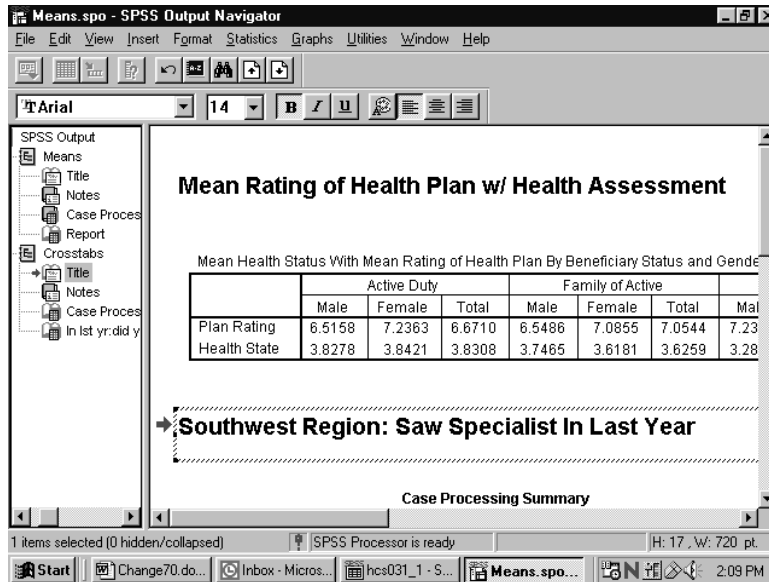 Means.spo - SPSS Output Navigator
File Edit View Insert Format Statistics Graphs Utilities Window Help
Arial 14 B I u
SPSS Output
Means
Title
Notes
Case Proces
Report
Crosstabs
Title
Notes
Case Proces
In lst yr:did y
Mean Rating of Health Plan w/ Health Assessment
Mean Health Status With Mean Rating of Health Plan By Beneficiary Status and Gende
Active Duty Family of Active
Male Female Total Male Female Total Mal
Plan Rating 6.5158 7.2363 6.6710 6.5486 7.0855 7.0544 7.23
Health State 3.8278 3.8421 3.8308 3.7465 3.6181 3.6259 3.28
Southwest Region: Saw Specialist In Last Year
Case Processing Summary
1 items selected (0 hidden/collapsed) SPSS Processor is ready H: 17 , W: 720 pt.
Start Change70.do... Inbox - Micros... hcs031_1 - S... Means.spo... 2:09 PM